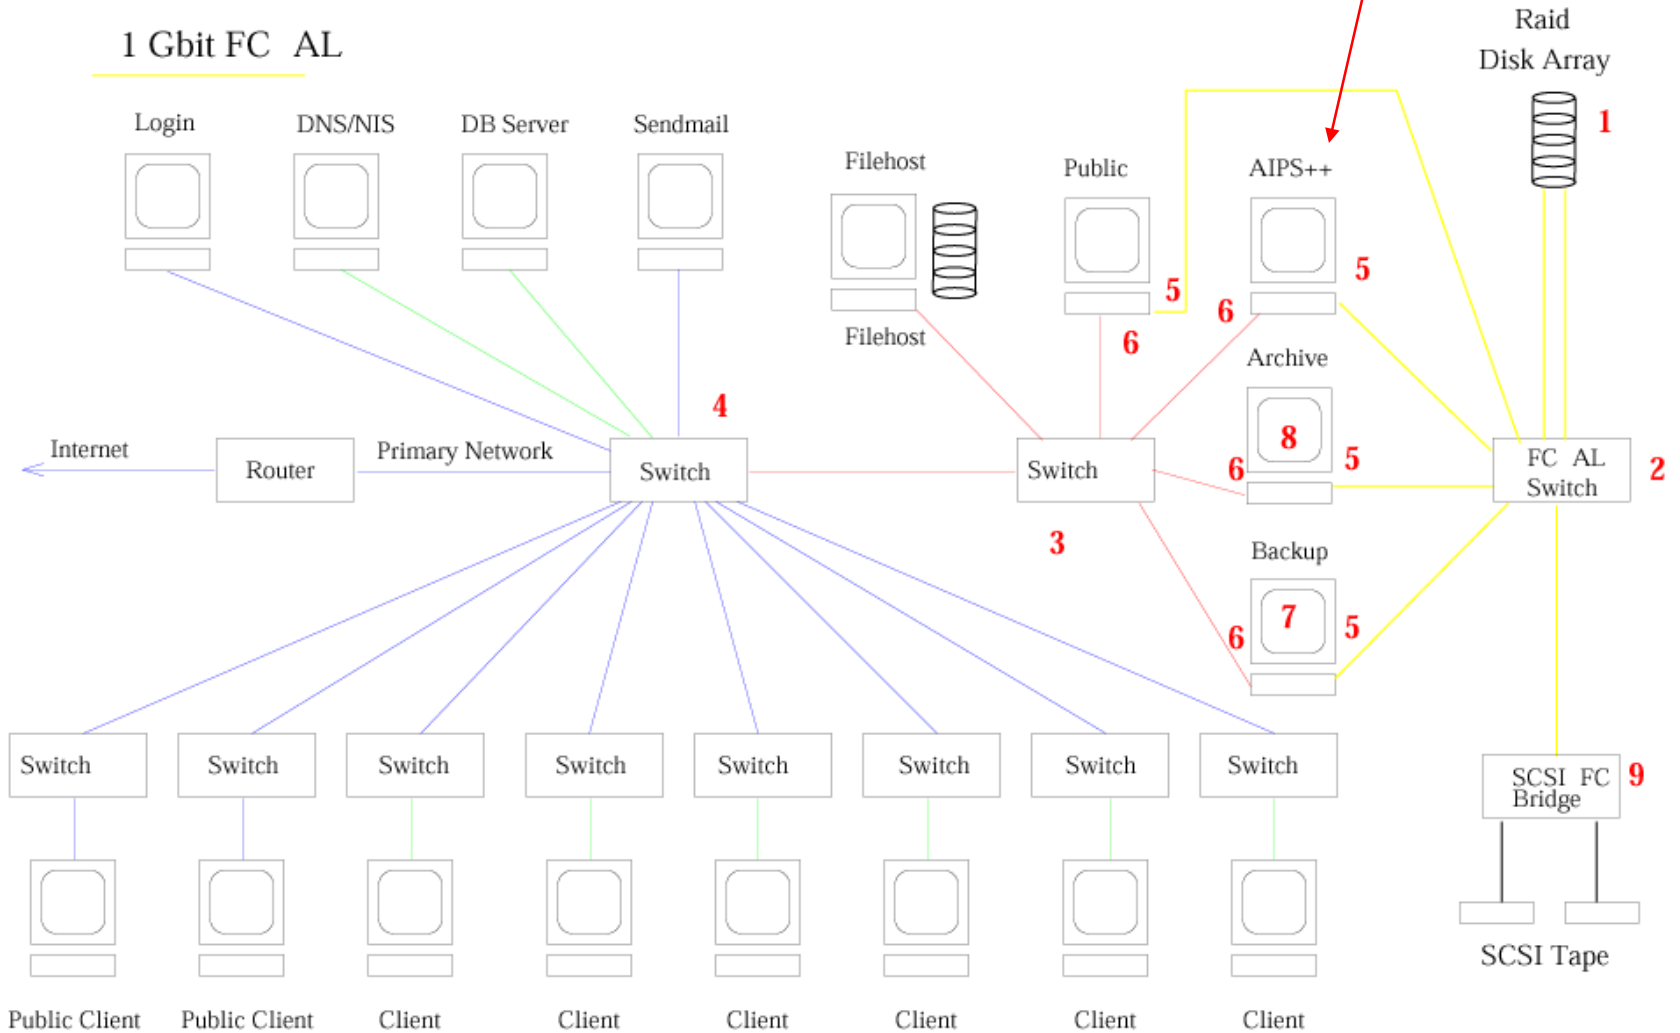 1 Gbit FC AL
Raid
Disk Array
1
Login
DNS/NIS
DB Server
Sendmail
Filehost
Public
AIPS++
5
5
6
6
Filehost
Archive
4
8
5
6
Internet
Router
Primary Network
Switch
Switch
FC AL
Switch
2
3
Backup
7
5
6
Switch
Switch
Switch
Switch
Switch
Switch
Switch
Switch
SCSI FC
Bridge
9
SCSI Tape
Public Client
Public Client
Client
Client
Client
Client
Client
Client